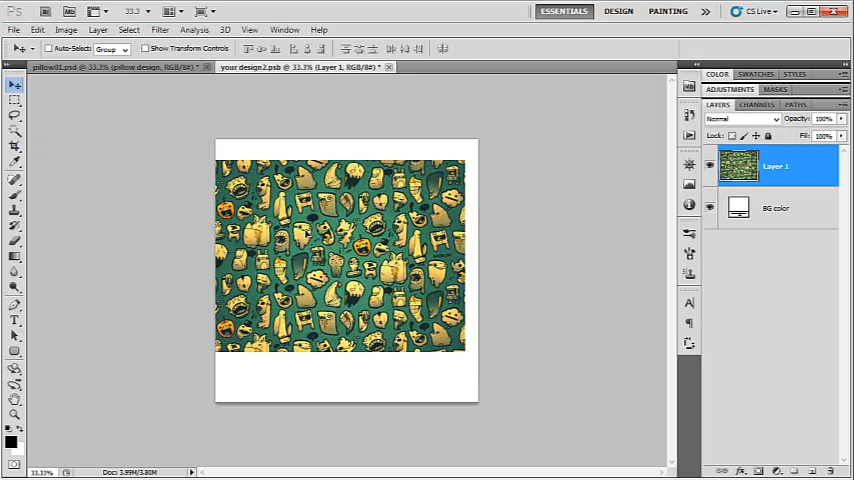 Ps Br Mb 33.3 ESSENTIALS DESIGN PAINTING CS Live
File Edit Image Layer Select Filter Analysis 3D View Window Help
Auto-Select: Group Show Transform Controls
pillow01.psd @ 33.3% (pillow design, RGB/8#) * your design2.psb @ 33.3% (Layer 1, RGB/8#) *
COLOR SWATCHES STYLES
ADJUSTMENTS MASKS
LAYERS CHANNELS PATHS
Normal Opacity: 100%
Lock: Fill: 100%
Layer 1
BG color
33.33% Doc: 3.99M/3.80M